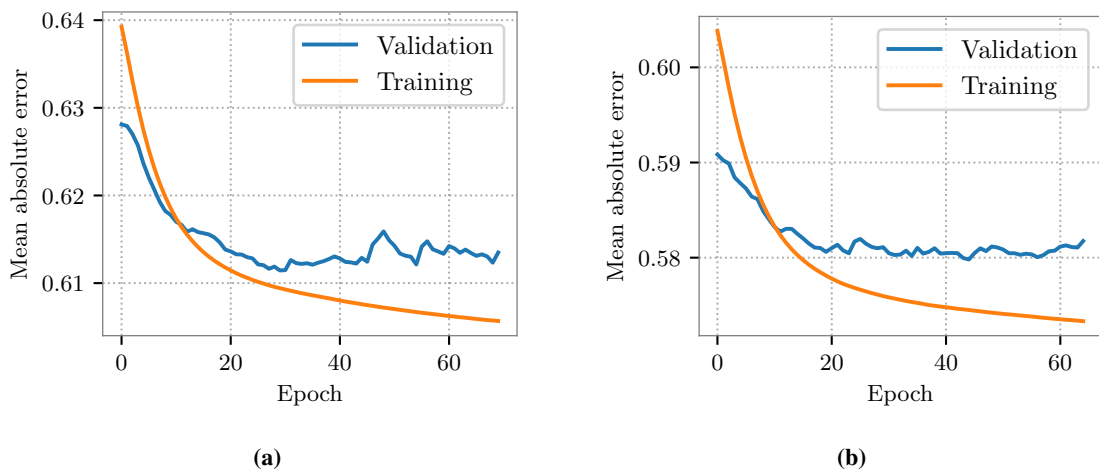 0.64
0.63
0.62
0.61
Mean absolute error
Validation
Training
0 20 40 60
Epoch
(a)
0.60
0.59
0.58
Mean absolute error
Validation
Training
0 20 40 60
Epoch
(b)